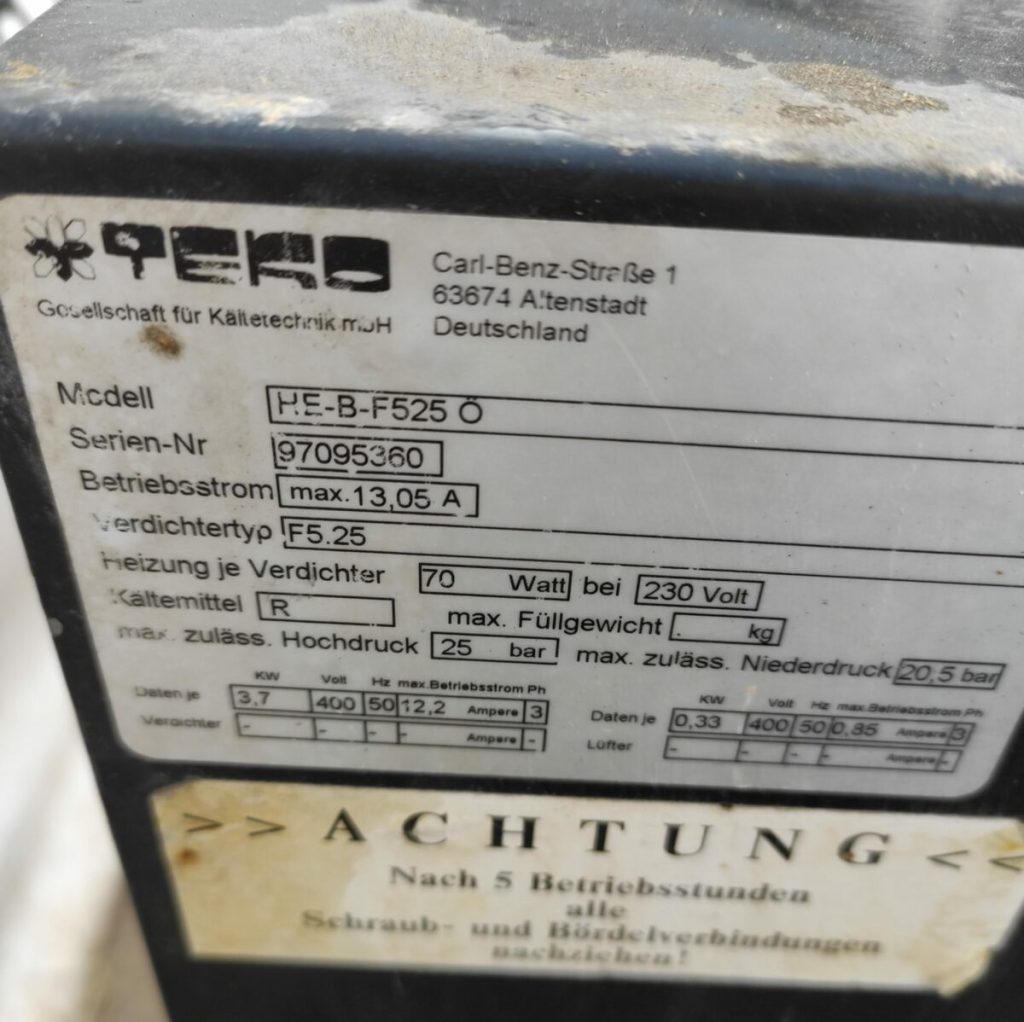 TEKO
Gesellschaft für Kältetechnik mbH
Carl-Benz-Straße 1
63674 Altenstadt
Deutschland
Modell HE-B-F525 Ö
Serien-Nr 97095360
Betriebsstrom max.13,05 A
Verdichtertyp F5.25
Heizung je Verdichter 70 Watt bei 230 Volt
Kältemittel R max. Füllgewicht kg
max. zuläss. Hochdruck 25 bar max. zuläss. Niederdruck 20,5 bar
KW Volt Hz max.Betriebsstrom Ph
Daten je 3,7 400 50 12,2 Ampere 3
Verdichter - - - - Ampere -
KW Volt Hz max.Betriebsstrom Ph
Daten je 0,33 400 50 0,85 Ampere 3
Lüfter - - - - Ampere -
>> ACHTUNG <<
Nach 5 Betriebsstunden
alle
Schraub- und Bördelverbindungen
nachziehen!